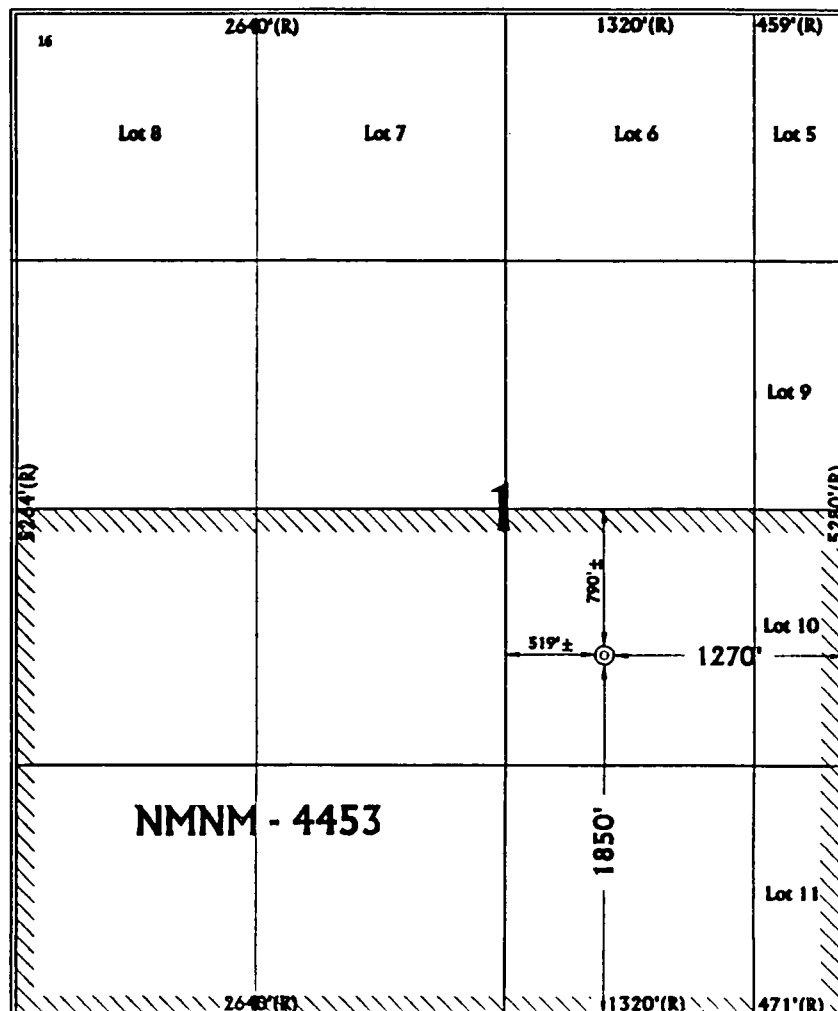 16
2640'(R) 1320'(R) 459'(R)
Lot 8 Lot 7 Lot 6 Lot 5
Lot 9
5264'(R) 1 5280'(R)
790'±
Lot 10
519'± 1270'
NMNM - 4453
1850'
Lot 11
2640'(R) 1320'(R) 471'(R)